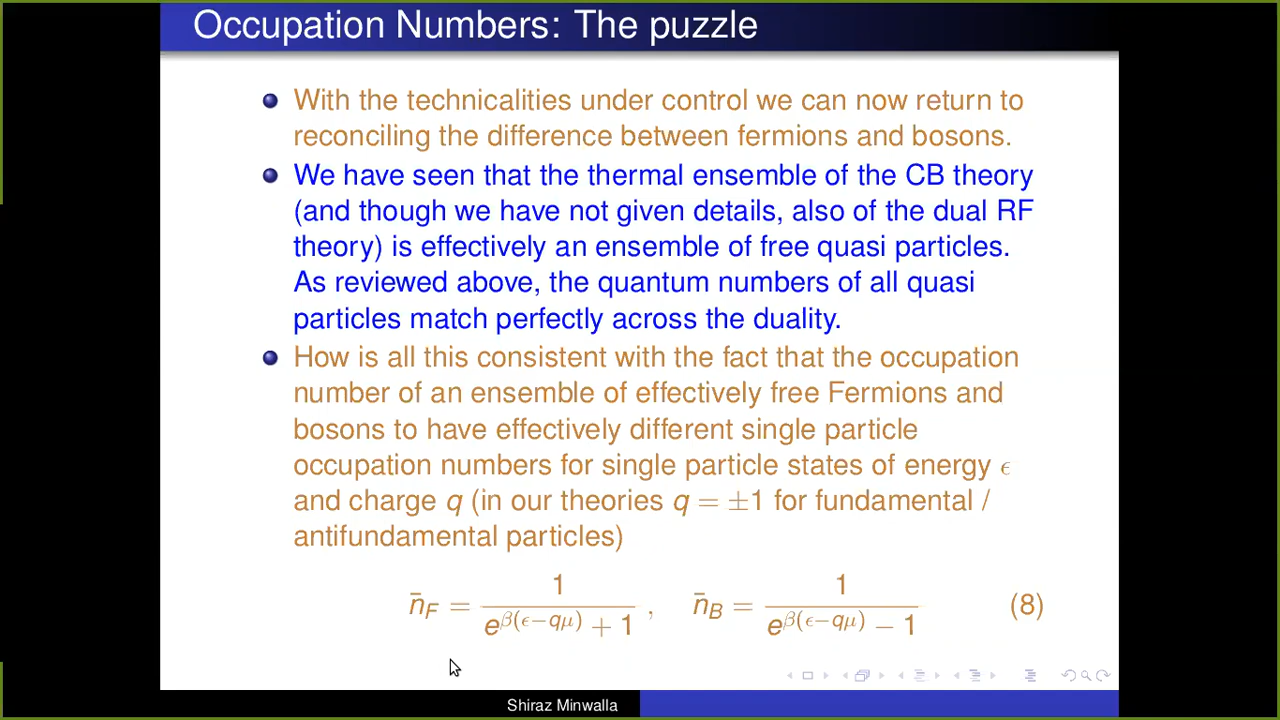 Occupation Numbers: The puzzle
With the technicalities under control we can now return to
reconciling the difference between fermions and bosons.
We have seen that the thermal ensemble of the CB theory
(and though we have not given details, also of the dual RF
theory) is effectively an ensemble of free quasi particles.
As reviewed above, the quantum numbers of all quasi
particles match perfectly across the duality.
How is all this consistent with the fact that the occupation
number of an ensemble of effectively free Fermions and
bosons to have effectively different single particle
occupation numbers for single particle states of energy ϵ
and charge q (in our theories q = ±1 for fundamental /
antifundamental particles)
n̄_F = 1 / (e^{β(ϵ−qμ)} + 1) , n̄_B = 1 / (e^{β(ϵ−qμ)} − 1) (8)
Shiraz Minwalla